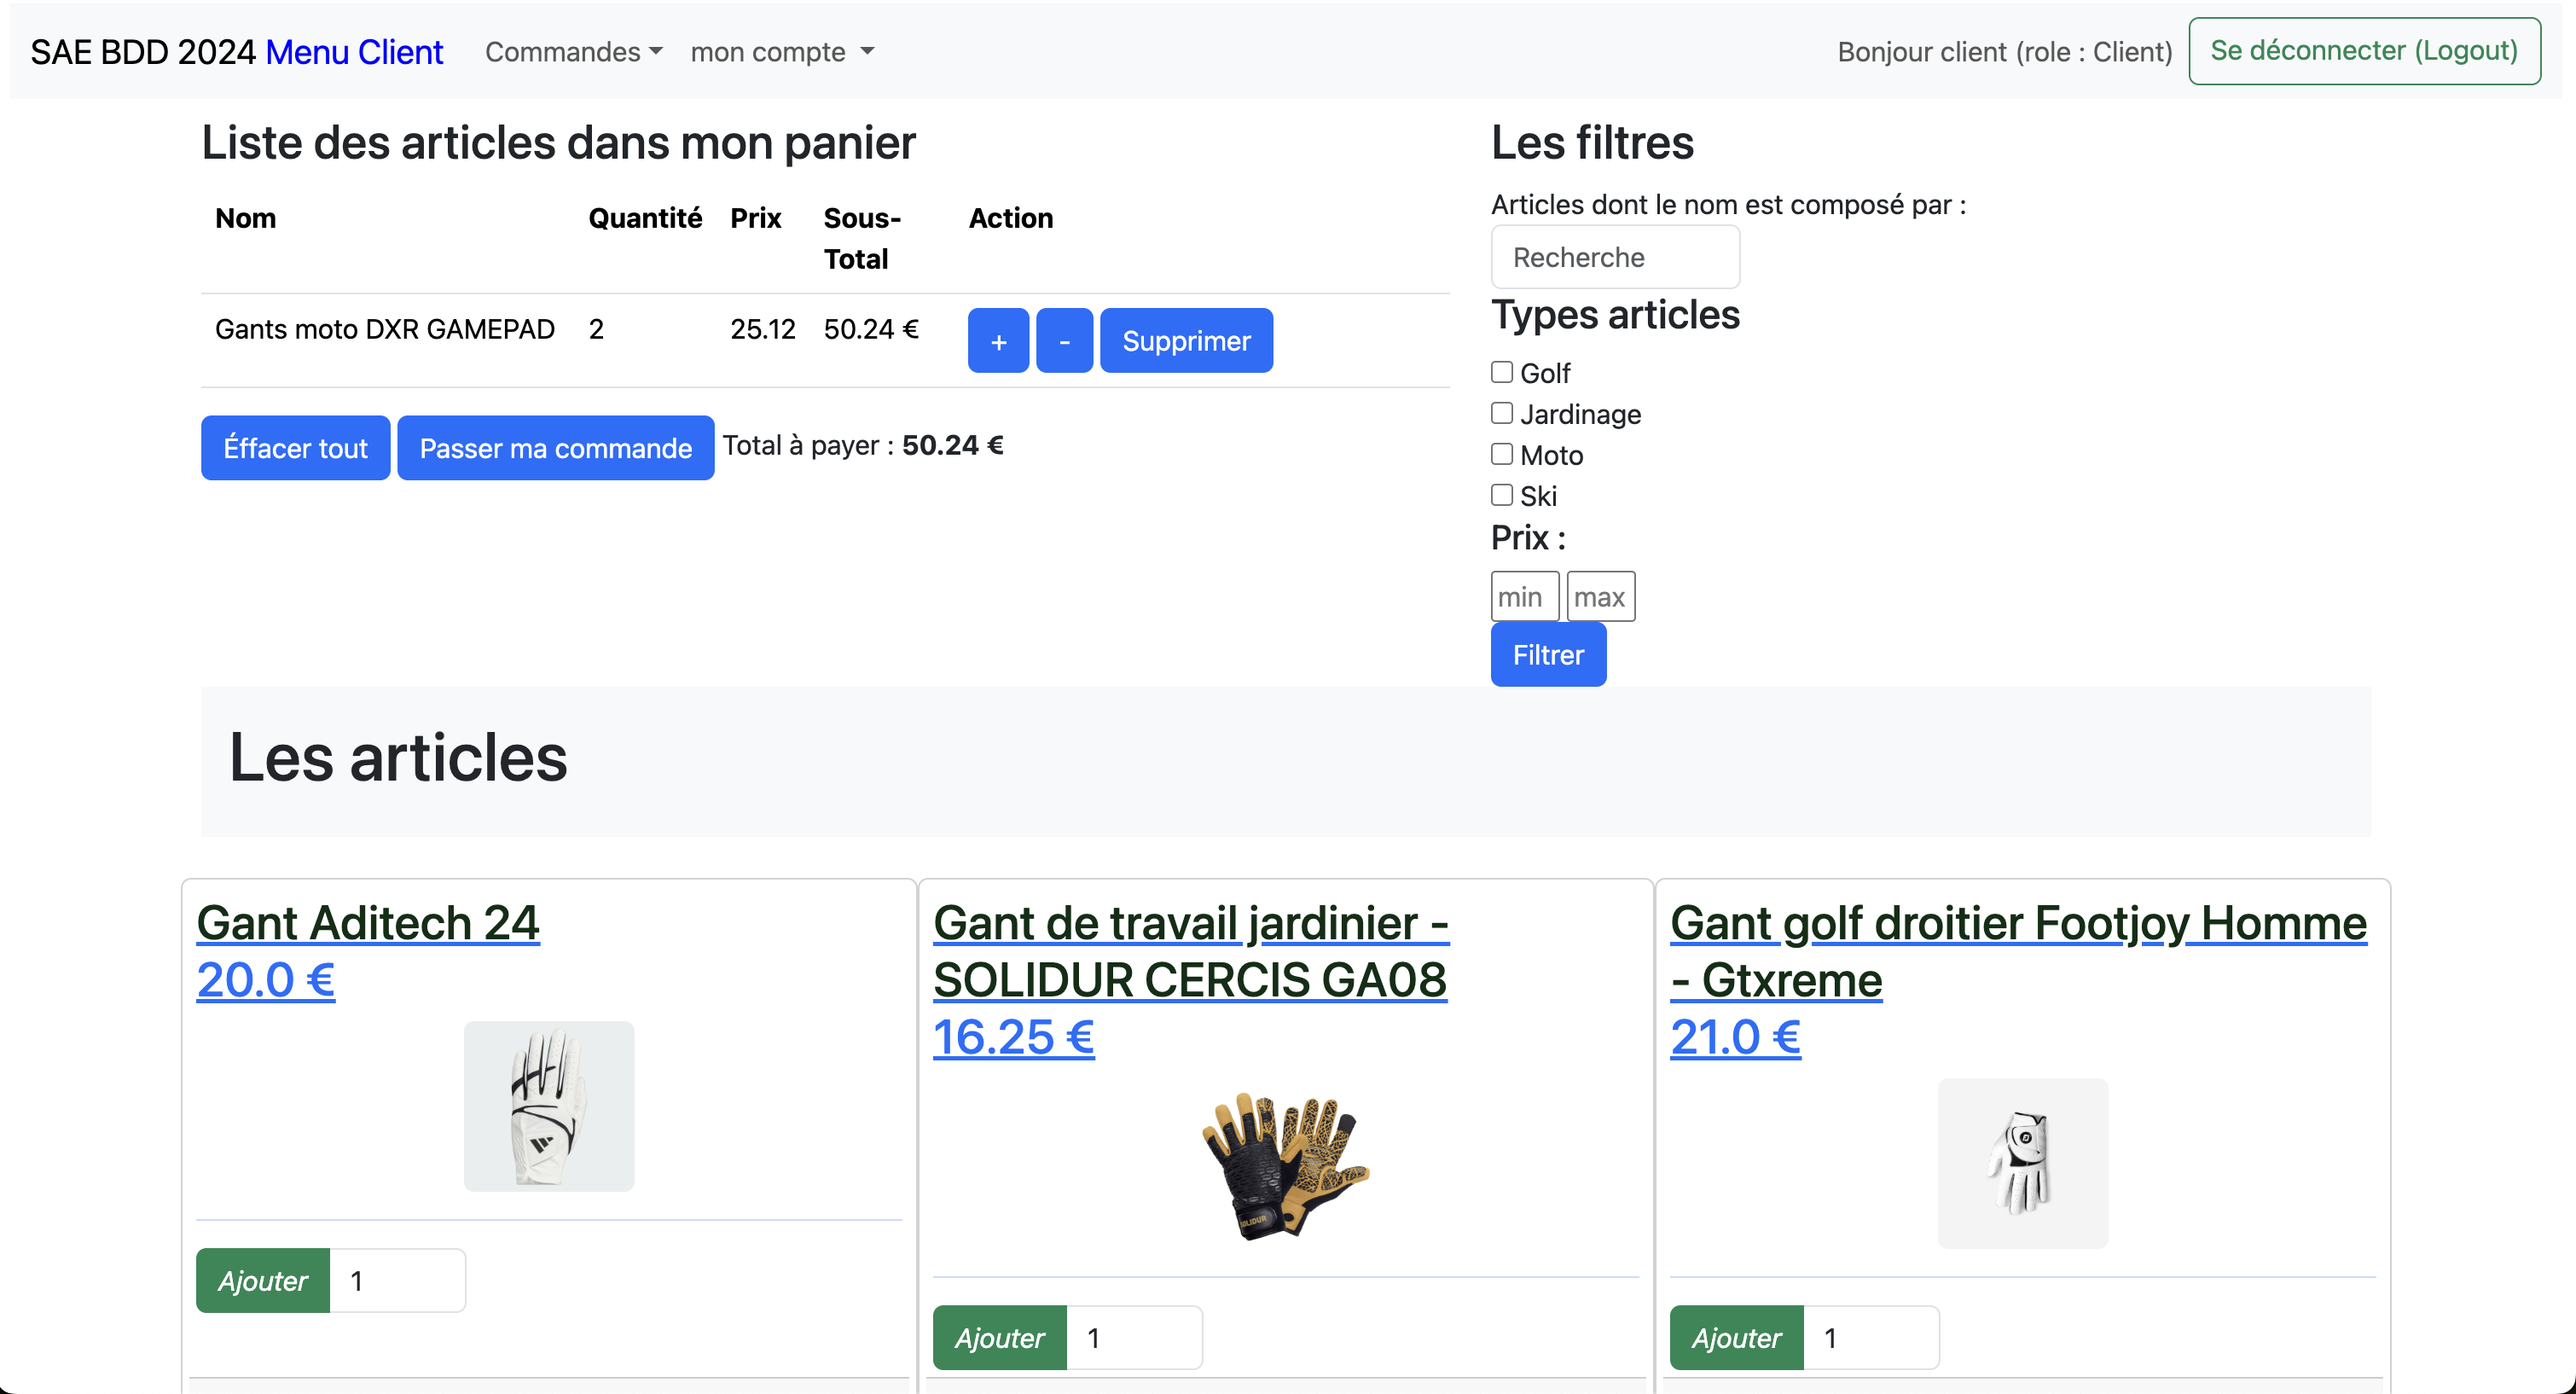 SAE BDD 2024 Menu Client Commandes mon compte Bonjour client (role : Client) Se déconnecter (Logout)
Liste des articles dans mon panier
Nom Quantité Prix Sous-
Total Action
Gants moto DXR GAMEPAD 2 25.12 50.24 € + - Supprimer
Éffacer tout Passer ma commande Total à payer : 50.24 €
Les filtres
Articles dont le nom est composé par :
Recherche
Types articles
Golf
Jardinage
Moto
Ski
Prix :
min max
Filtrer
Les articles
Gant Aditech 24
20.0 €
Ajouter 1
Gant de travail jardinier -
SOLIDUR CERCIS GA08
16.25 €
SOLIDUR
Ajouter 1
Gant golf droitier Footjoy Homme
- Gtxreme
21.0 €
Ajouter 1